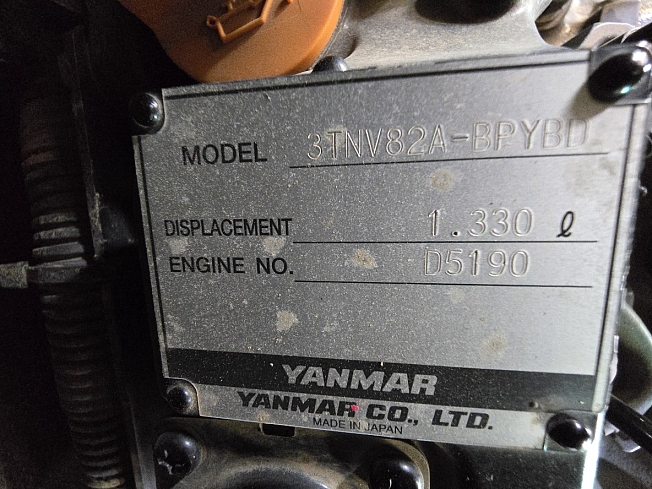 MODEL 3TNV82A-BPYBD
DISPLACEMENT 1.330 ℓ
ENGINE NO. D5190
YANMAR
YANMAR CO., LTD.
MADE IN JAPAN